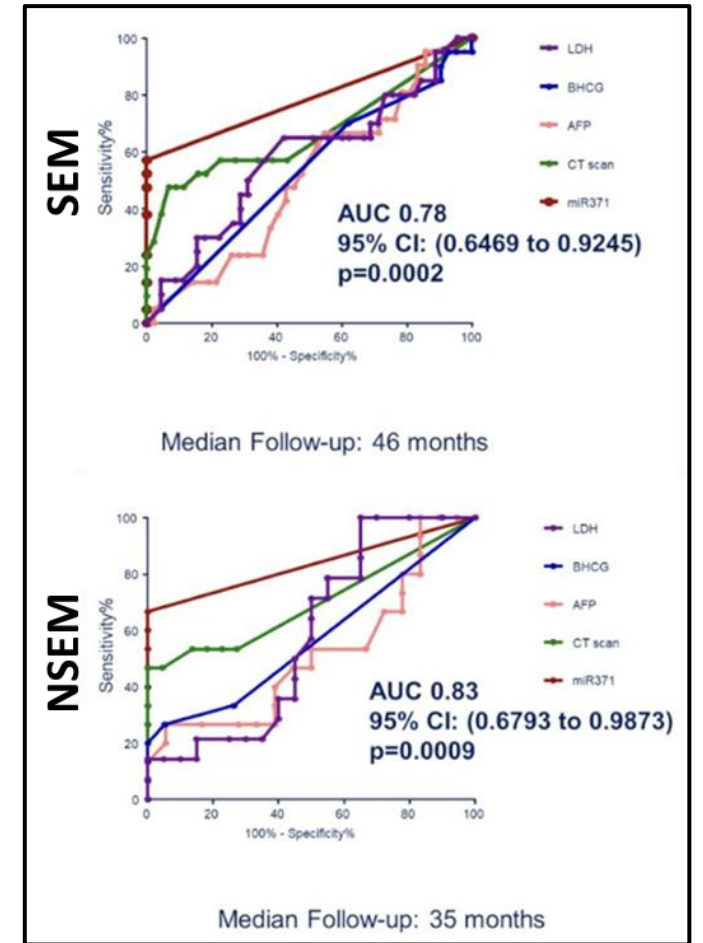 SEM
Sensitivity%
100
80
60
40
20
0
0 20 40 60 80 100
100% - Specificity%
LDH
BHCG
AFP
CT scan
miR371
AUC 0.78
95% CI: (0.6469 to 0.9245)
p=0.0002
Median Follow-up: 46 months
NSEM
Sensitivity%
100
80
60
40
20
0
0 20 40 60 80 100
100% - Specificity%
LDH
BHCG
AFP
CT scan
miR371
AUC 0.83
95% CI: (0.6793 to 0.9873)
p=0.0009
Median Follow-up: 35 months